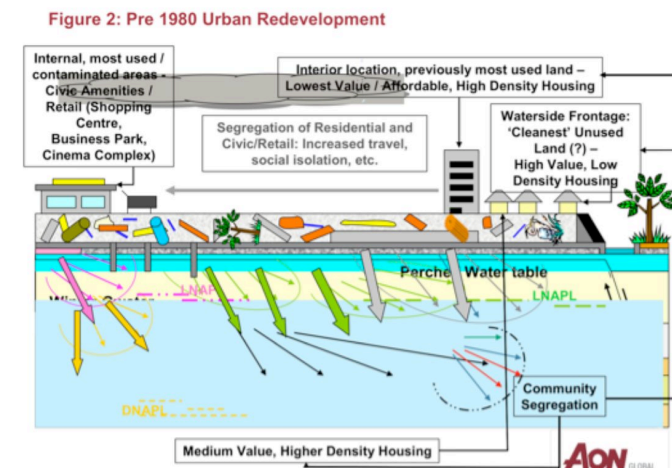 Figure 2: Pre 1980 Urban Redevelopment
Internal, most used /
contaminated areas -
Civic Amenities /
Retail (Shopping
Centre,
Business Park,
Cinema Complex)
Interior location, previously most used land –
Lowest Value / Affordable, High Density Housing
Segregation of Residential and
Civic/Retail: Increased travel,
social isolation, etc.
Waterside Frontage:
‘Cleanest’ Unused
Land (?) –
High Value, Low
Density Housing
Perche Water table
LNAPL
LNAPL
DNAPL
Community
Segregation
Medium Value, Higher Density Housing
AON GLOBAL